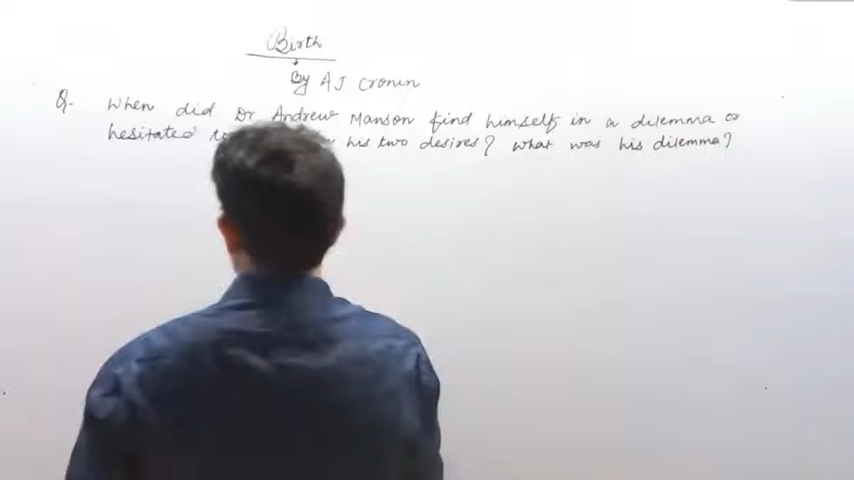 Birth
By AJ Cronin
Q- When did Dr Andrew Manson find himself in a dilemma or
hesitated his two desires? what was his dilemma?